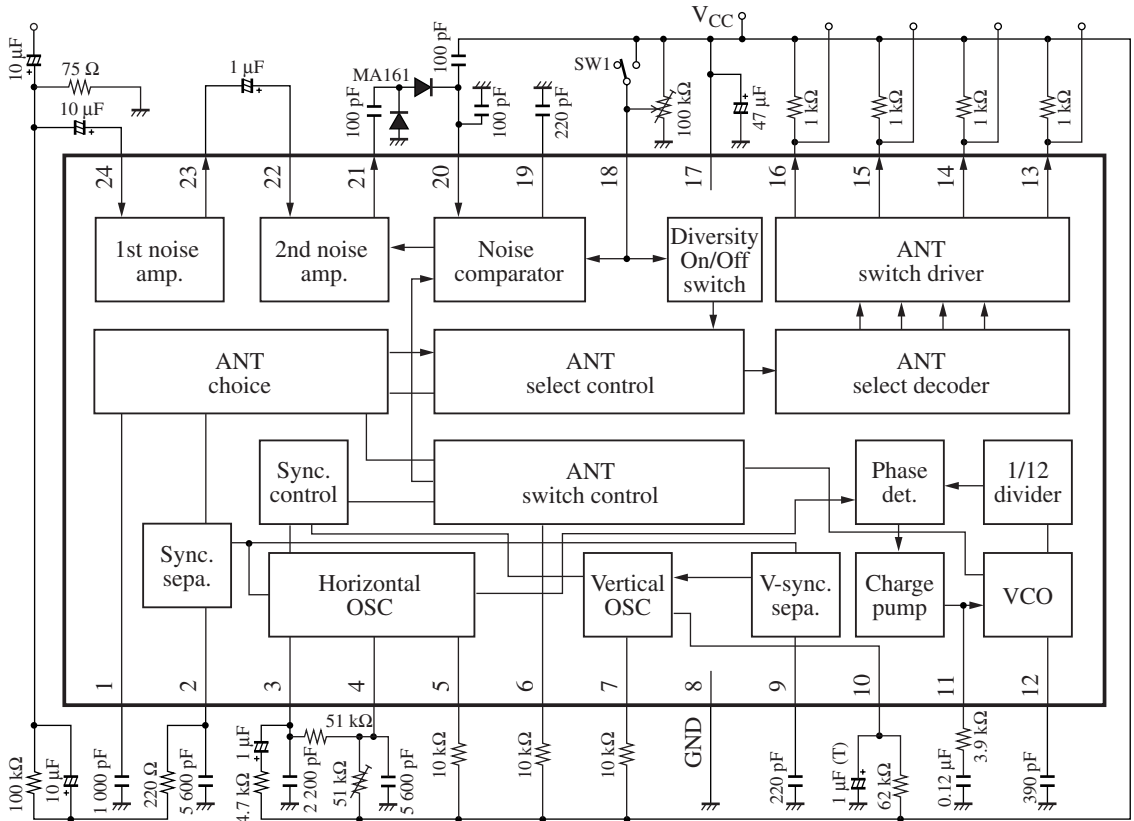 V_CC
10 µF
75 Ω
10 µF
1 µF
MA161
100 pF
100 pF
100 pF
220 pF
SW1
100 kΩ
47 µF
1 kΩ
1 kΩ
1 kΩ
1 kΩ
24
23
22
21
20
19
18
17
16
15
14
13
1st noise
amp.
2nd noise
amp.
Noise
comparator
Diversity
On/Off
switch
ANT
switch driver
ANT
choice
ANT
select control
ANT
select decoder
Sync.
control
ANT
switch control
Phase
det.
1/12
divider
Sync.
sepa.
Horizontal
OSC
Vertical
OSC
V-sync.
sepa.
Charge
pump
VCO
1
2
3
4
5
6
7
8
9
10
11
12
100 kΩ
10 µF
1 000 pF
220 Ω
5 600 pF
4.7 kΩ
1 µF
2 200 pF
51 kΩ
51 kΩ
5 600 pF
10 kΩ
10 kΩ
10 kΩ
GND
220 pF
1 µF (T)
62 kΩ
0.12 µF
3.9 kΩ
390 pF